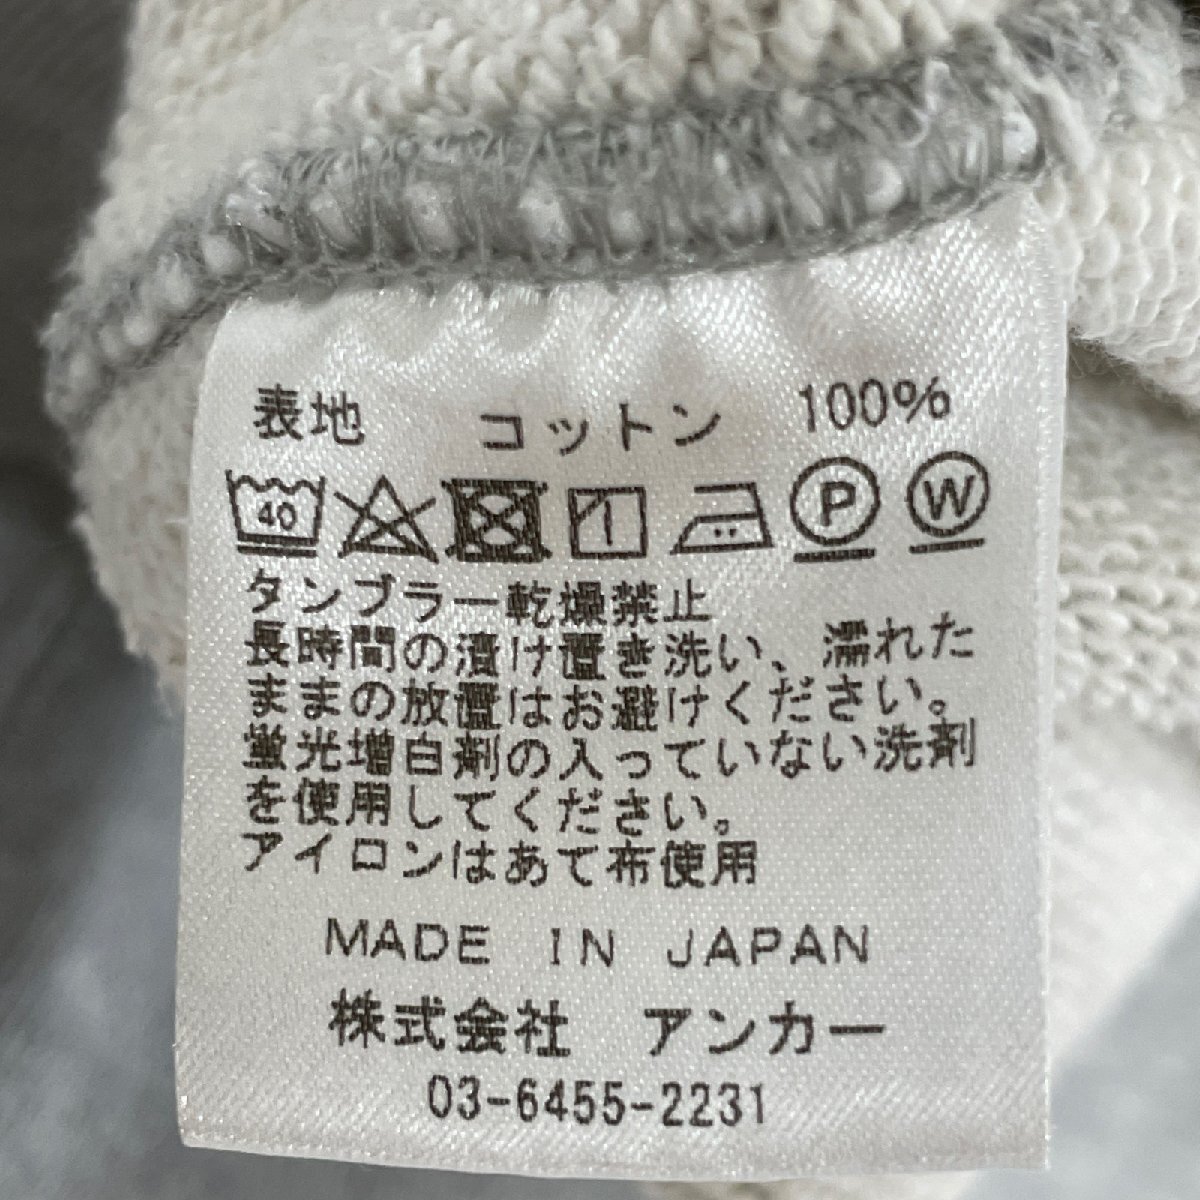 表地 コットン 100%
40 P W
タンブラー乾燥禁止
長時間の漬け置き洗い、濡れた
ままの放置はお避けください。
蛍光増白剤の入っていない洗剤
を使用してください。
アイロンはあて布使用
MADE IN JAPAN
株式会社 アンカー
03-6455-2231